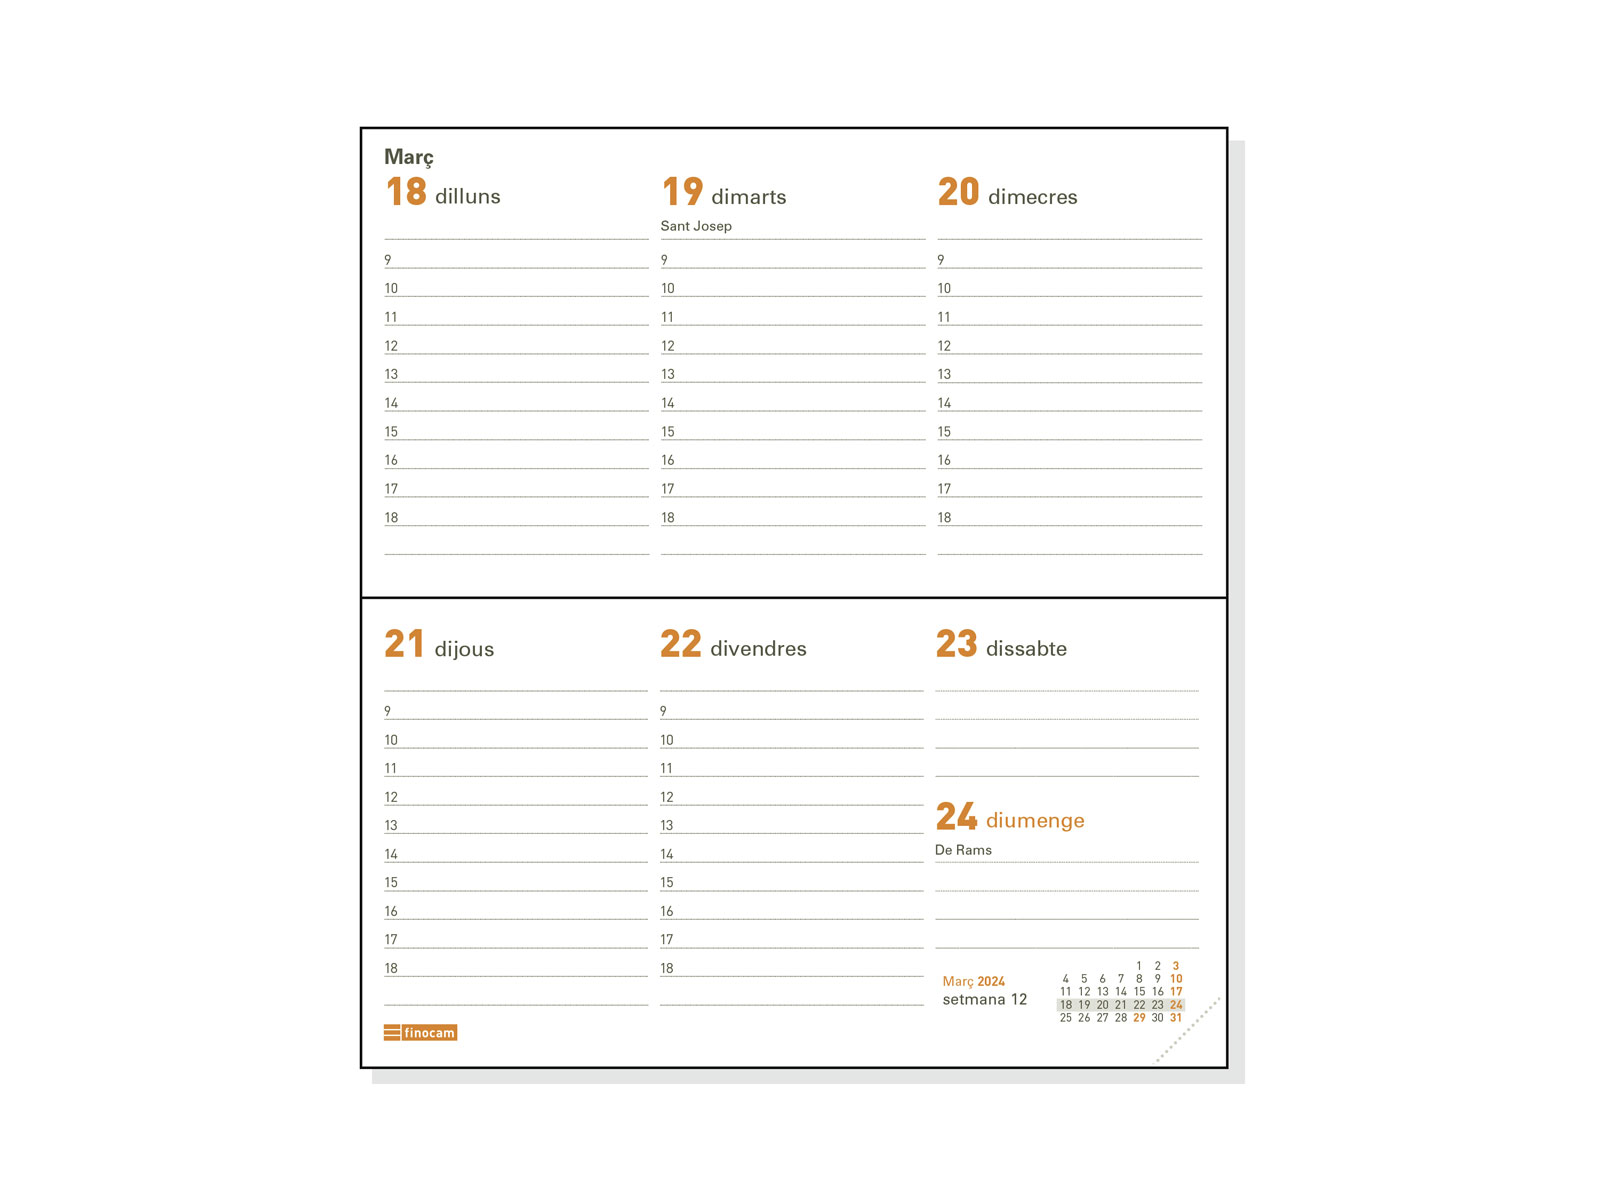 Març
18 dilluns
9
10
11
12
13
14
15
16
17
18
19 dimarts
Sant Josep
9
10
11
12
13
14
15
16
17
18
20 dimecres
9
10
11
12
13
14
15
16
17
18
21 dijous
9
10
11
12
13
14
15
16
17
18
22 divendres
9
10
11
12
13
14
15
16
17
18
23 dissabte
24 diumenge
De Rams
Març 2024
setmana 12
1 2 3
4 5 6 7 8 9 10
11 12 13 14 15 16 17
18 19 20 21 22 23 24
25 26 27 28 29 30 31
finocam